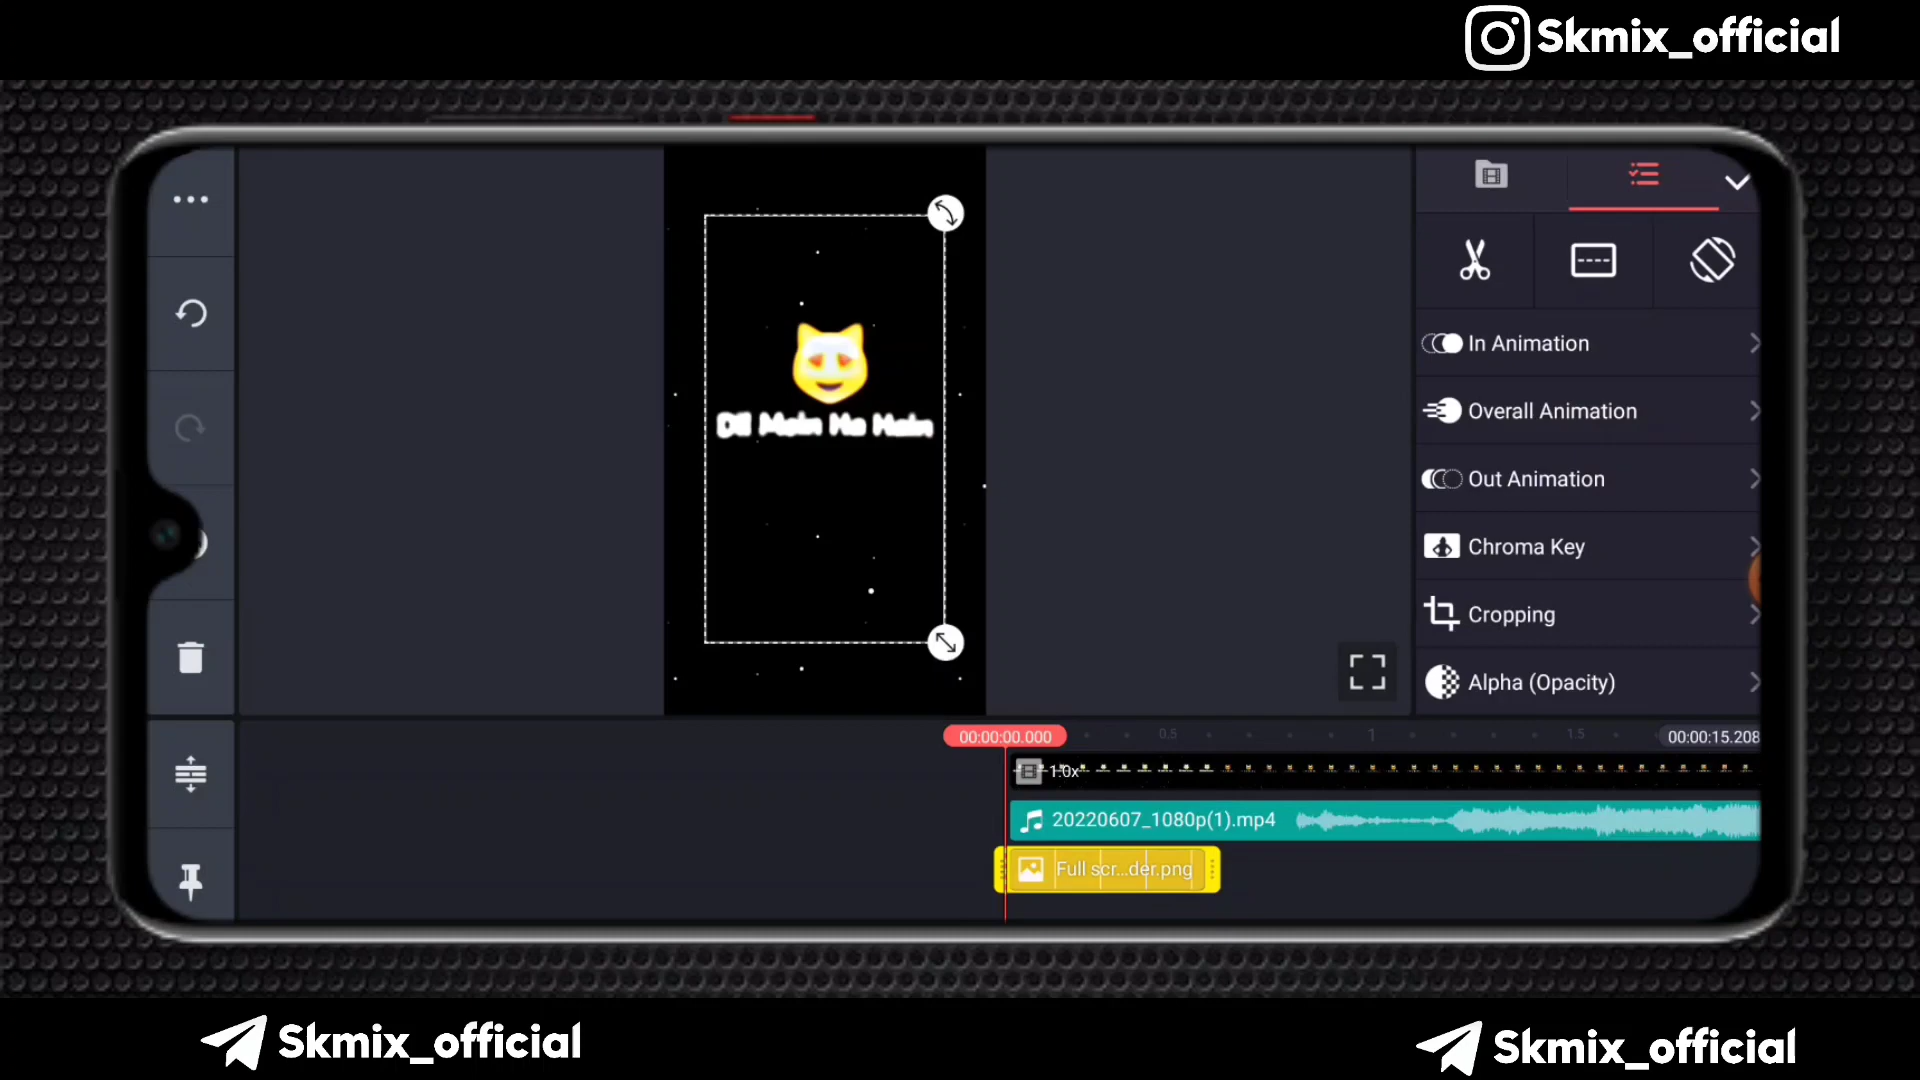 Skmix_official
Dil Main Ho Main
In Animation
Overall Animation
Out Animation
Chroma Key
Cropping
Alpha (Opacity)
00:00:00.000
0.5
1
1.5
00:00:15.208
1.0x
20220607_1080p(1).mp4
Full scr...der.png
Skmix_official
Skmix_official